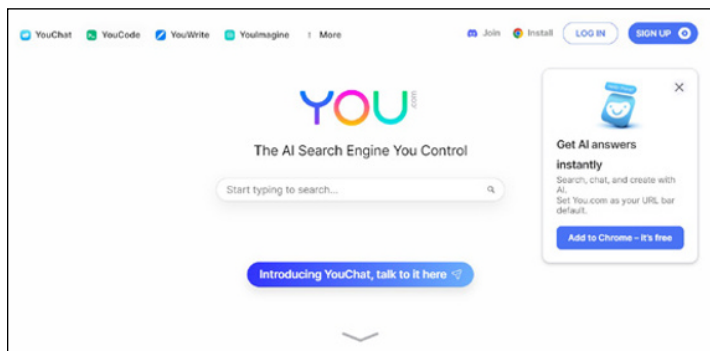 YouChat YouCode YouWrite YouImagine ⋮ More Join Install LOG IN SIGN UP
YOU.com
The AI Search Engine You Control
Start typing to search...
Introducing YouChat, talk to it here
Get AI answers
instantly
Search, chat, and create with
AI.
Set You.com as your URL bar
default.
Add to Chrome – it's free